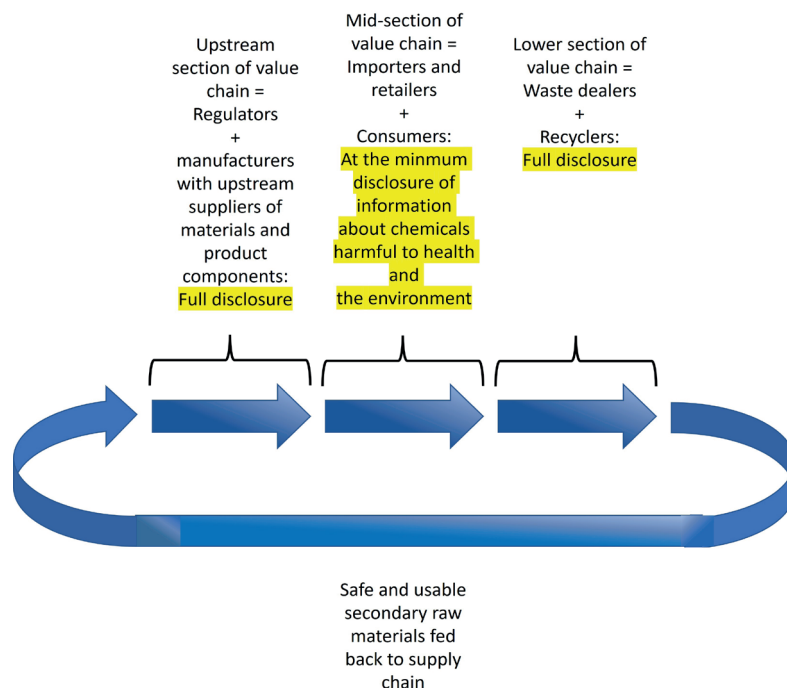 Upstream
section of value
chain =
Regulators
+
manufacturers
with upstream
suppliers of
materials and
product
components:
Full disclosure
Mid-section of
value chain =
Importers and
retailers
+
Consumers:
At the minmum
disclosure of
information
about chemicals
harmful to health
and
the environment
Lower section of
value chain =
Waste dealers
+
Recyclers:
Full disclosure
Safe and usable
secondary raw
materials fed
back to supply
chain